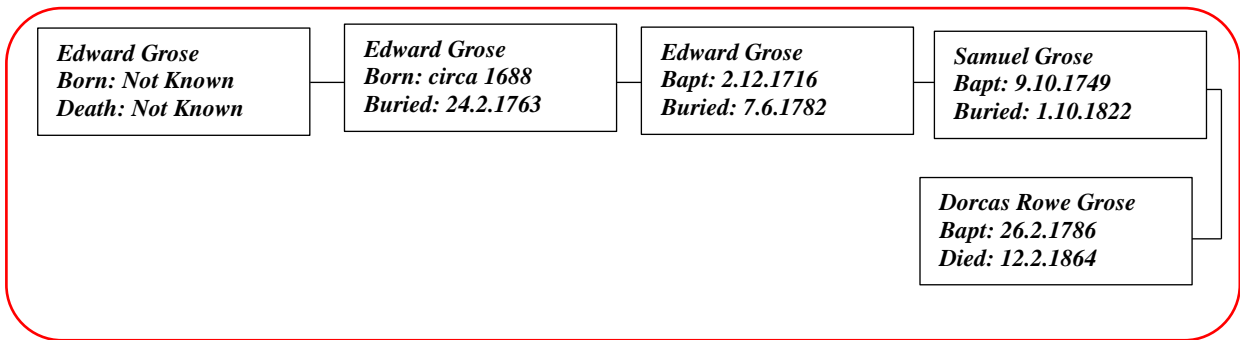 Edward Grose
Born: Not Known
Death: Not Known
Edward Grose
Born: circa 1688
Buried: 24.2.1763
Edward Grose
Bapt: 2.12.1716
Buried: 7.6.1782
Samuel Grose
Bapt: 9.10.1749
Buried: 1.10.1822
Dorcas Rowe Grose
Bapt: 26.2.1786
Died: 12.2.1864